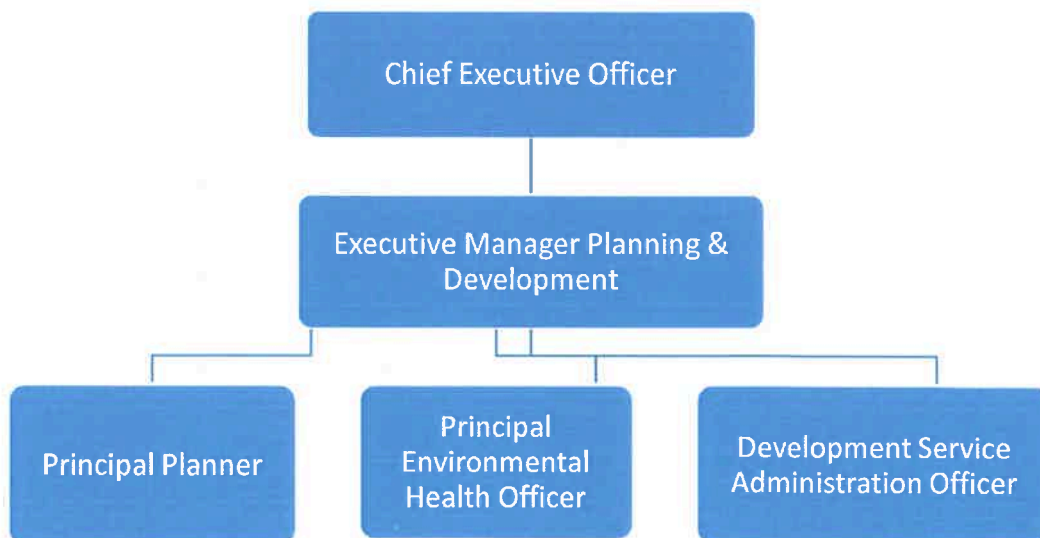 Chief Executive Officer
Executive Manager Planning &
Development
Principal Planner
Principal
Environmental
Health Officer
Development Service
Administration Officer